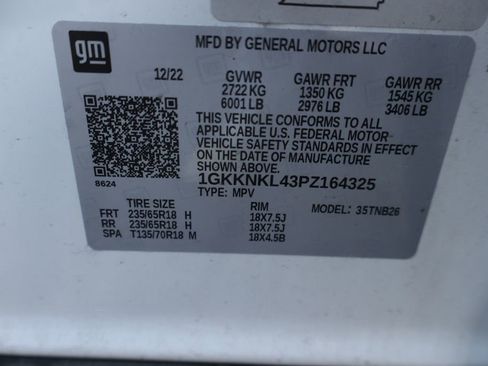 gm
MFD BY GENERAL MOTORS LLC
12/22 GVWR GAWR FRT GAWR RR
2722 KG 1350 KG 1545 KG
6001 LB 2976 LB 3406 LB
THIS VEHICLE CONFORMS TO ALL
APPLICABLE U.S. FEDERAL MOTOR
VEHICLE SAFETY STANDARDS IN EFFECT
ON THE DATE OF MANUFACTURE
SHOWN ABOVE.
8624
1GKKNKL43PZ164325
TYPE: MPV MODEL: 35TNB26
TIRE SIZE RIM
FRT 235/65R18 H 18X7.5J
RR 235/65R18 H 18X7.5J
SPA T135/70R18 M 18X4.5B